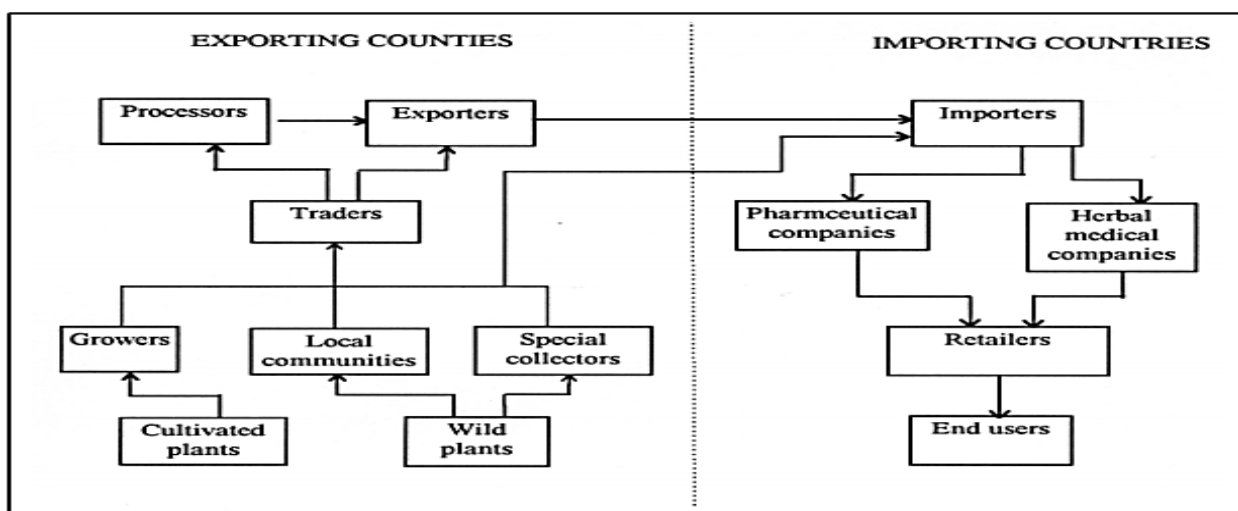 EXPORTING COUNTIES
IMPORTING COUNTRIES
Processors
Exporters
Importers
Traders
Pharmceutical
companies
Herbal
medical
companies
Growers
Local
communities
Special
collectors
Retailers
Cultivated
plants
Wild
plants
End users